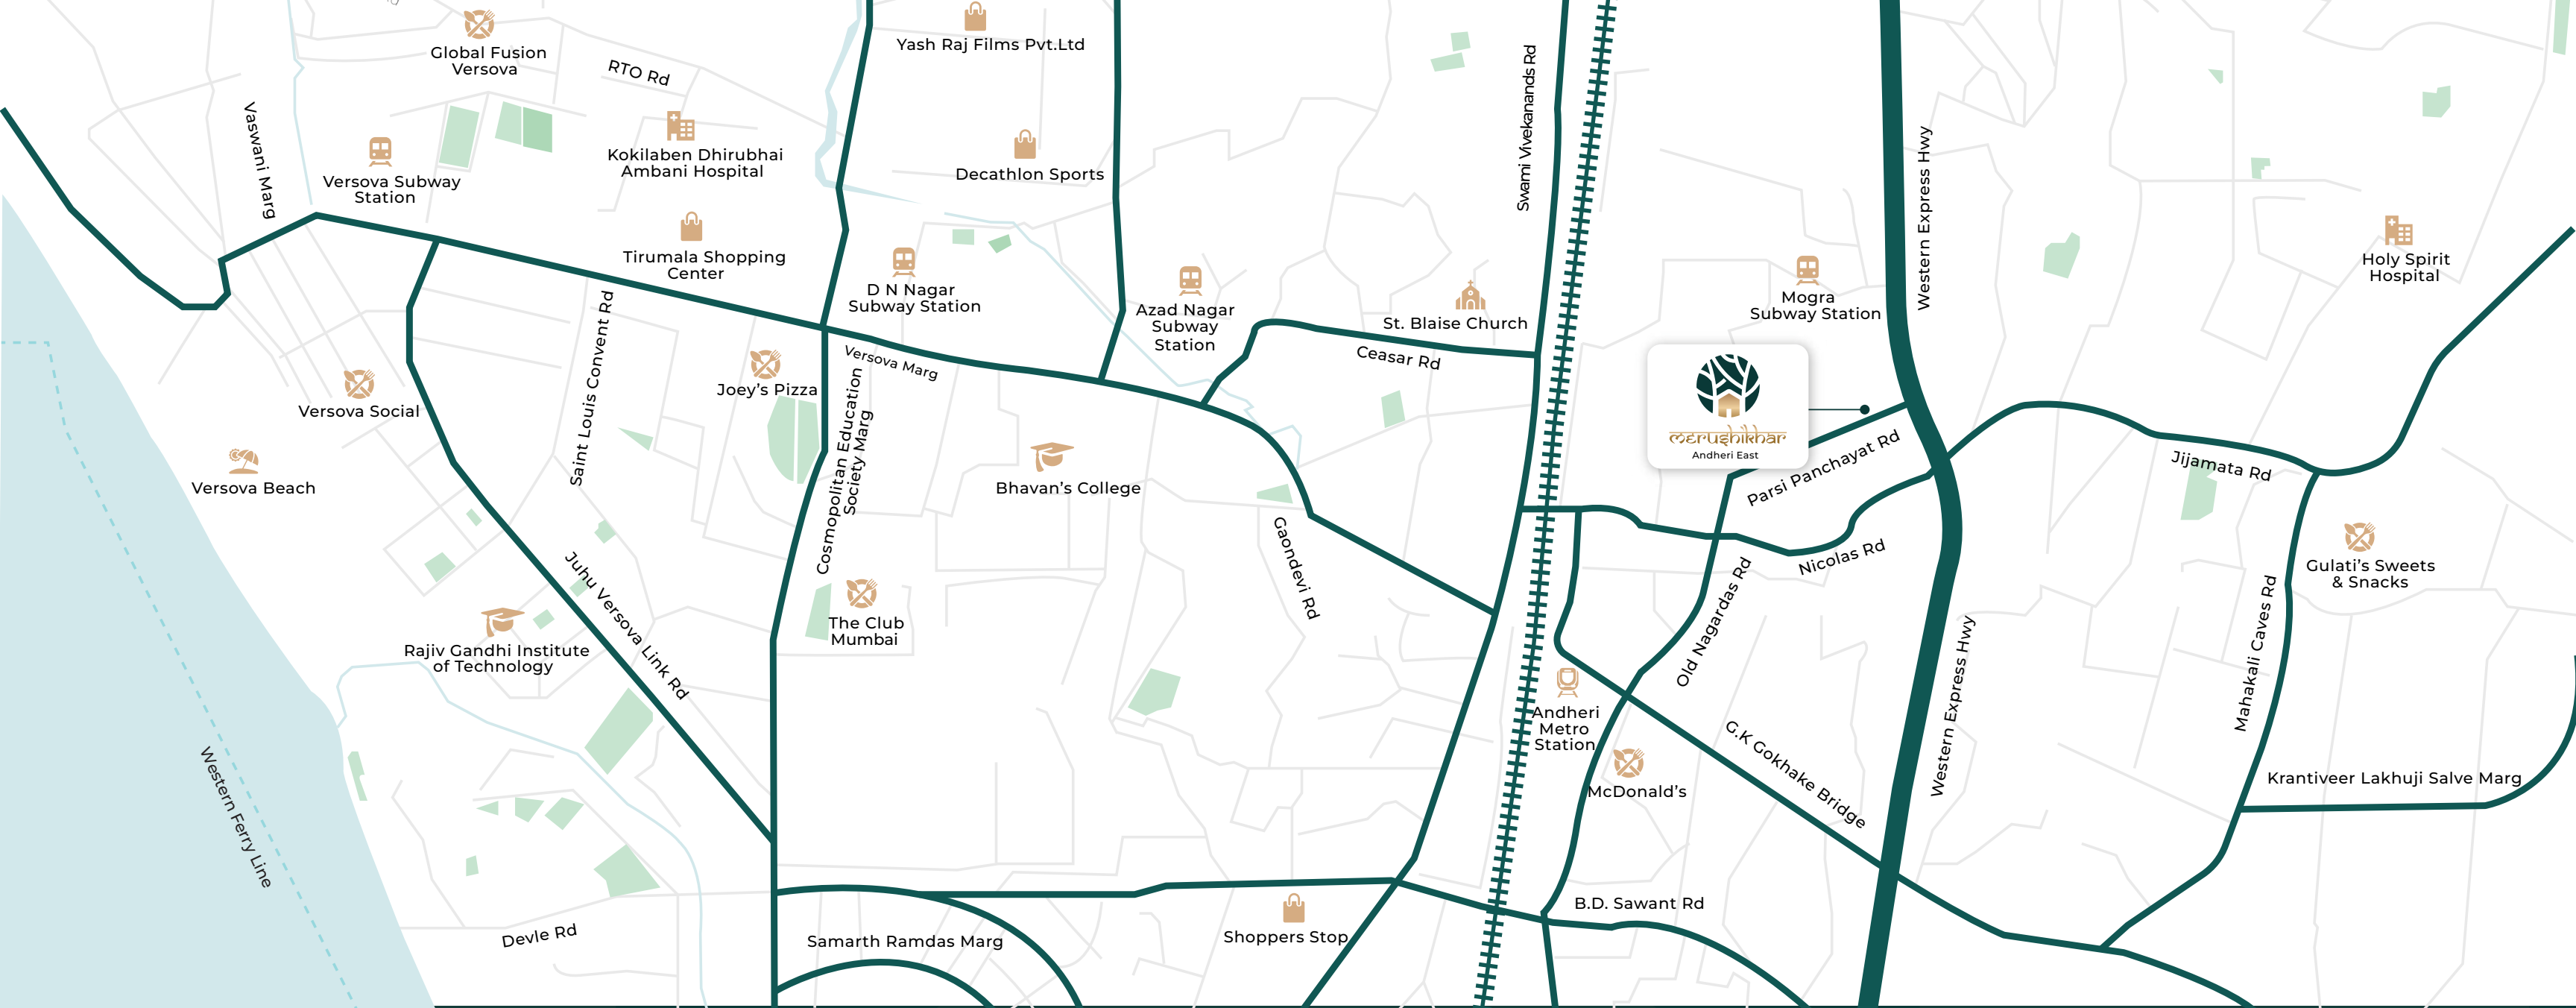 Global Fusion
Versova
RTO Rd
Yash Raj Films Pvt.Ltd
Vaswani Marg
Versova Subway
Station
Kokilaben Dhirubhai
Ambani Hospital
Decathlon Sports
Swami Vivekanands Rd
Western Express Hwy
Tirumala Shopping
Center
D N Nagar
Subway Station
Azad Nagar
Subway
Station
St. Blaise Church
Ceasar Rd
Mogra
Subway Station
Holy Spirit
Hospital
Saint Louis Convent Rd
Joey's Pizza
Versova Marg
Cosmopolitan Education
Society Marg
Versova Social
Versova Beach
Bhavan's College
merushikhar
Andheri East
Parsi Panchayat Rd
Jijamata Rd
Gaondevi Rd
Nicolas Rd
Gulati's Sweets
& Snacks
Juhu Versova Link Rd
The Club
Mumbai
Rajiv Gandhi Institute
of Technology
Old Nagardas Rd
Mahakali Caves Rd
Western Express Hwy
Andheri
Metro
Station
McDonald's
G.K Gokhake Bridge
Krantiveer Lakhuji Salve Marg
Western Ferry Line
B.D. Sawant Rd
Devle Rd
Samarth Ramdas Marg
Shoppers Stop